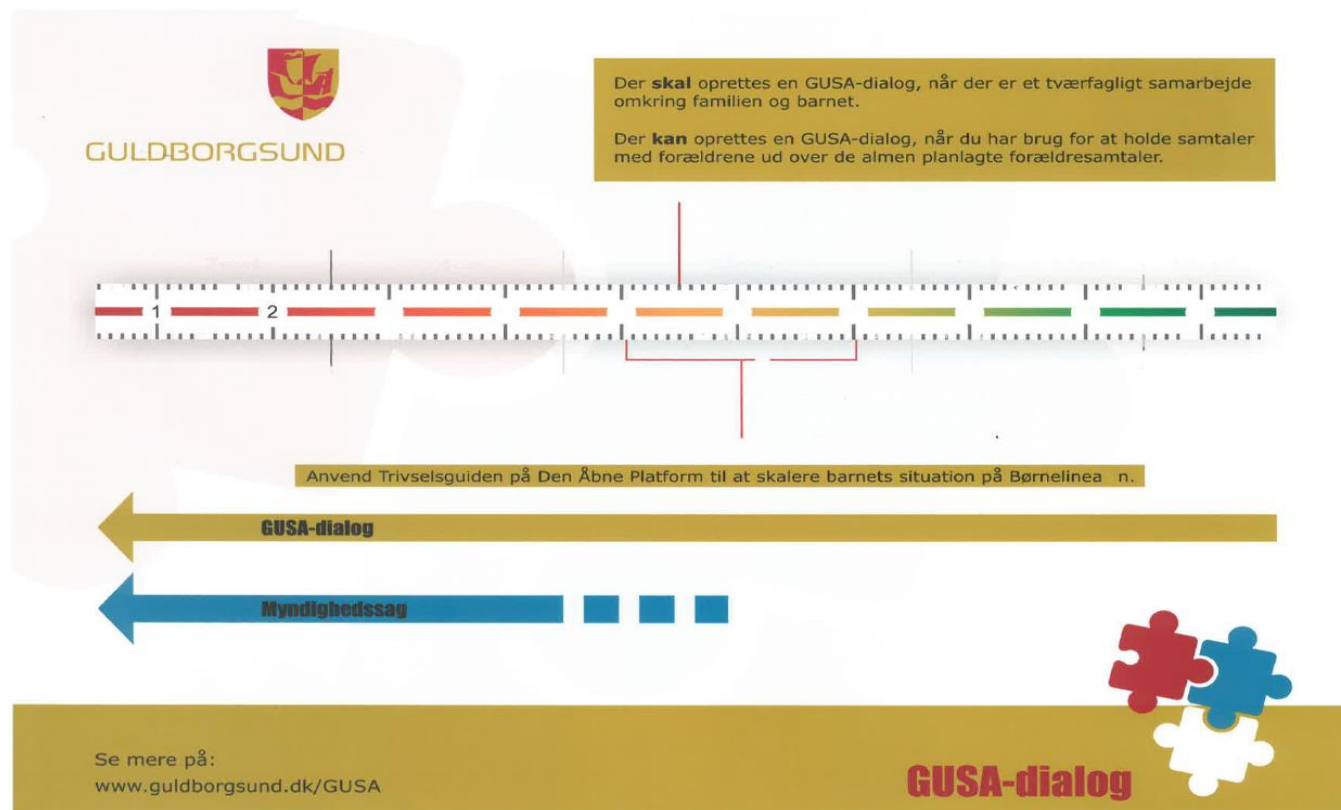 GULDBORGSUND
Der skal oprettes en GUSA-dialog, når der er et tværfagligt samarbejde
omkring familien og barnet.
Der kan oprettes en GUSA-dialog, når du har brug for at holde samtaler
med forældrene ud over de almen planlagte forældresamtaler.
1 2
Anvend Trivselsguiden på Den Åbne Platform til at skalere barnets situation på Børnelinea n.
GUSA-dialog
Myndighedssag
Se mere på:
www.guldborgsund.dk/GUSA
GUSA-dialog